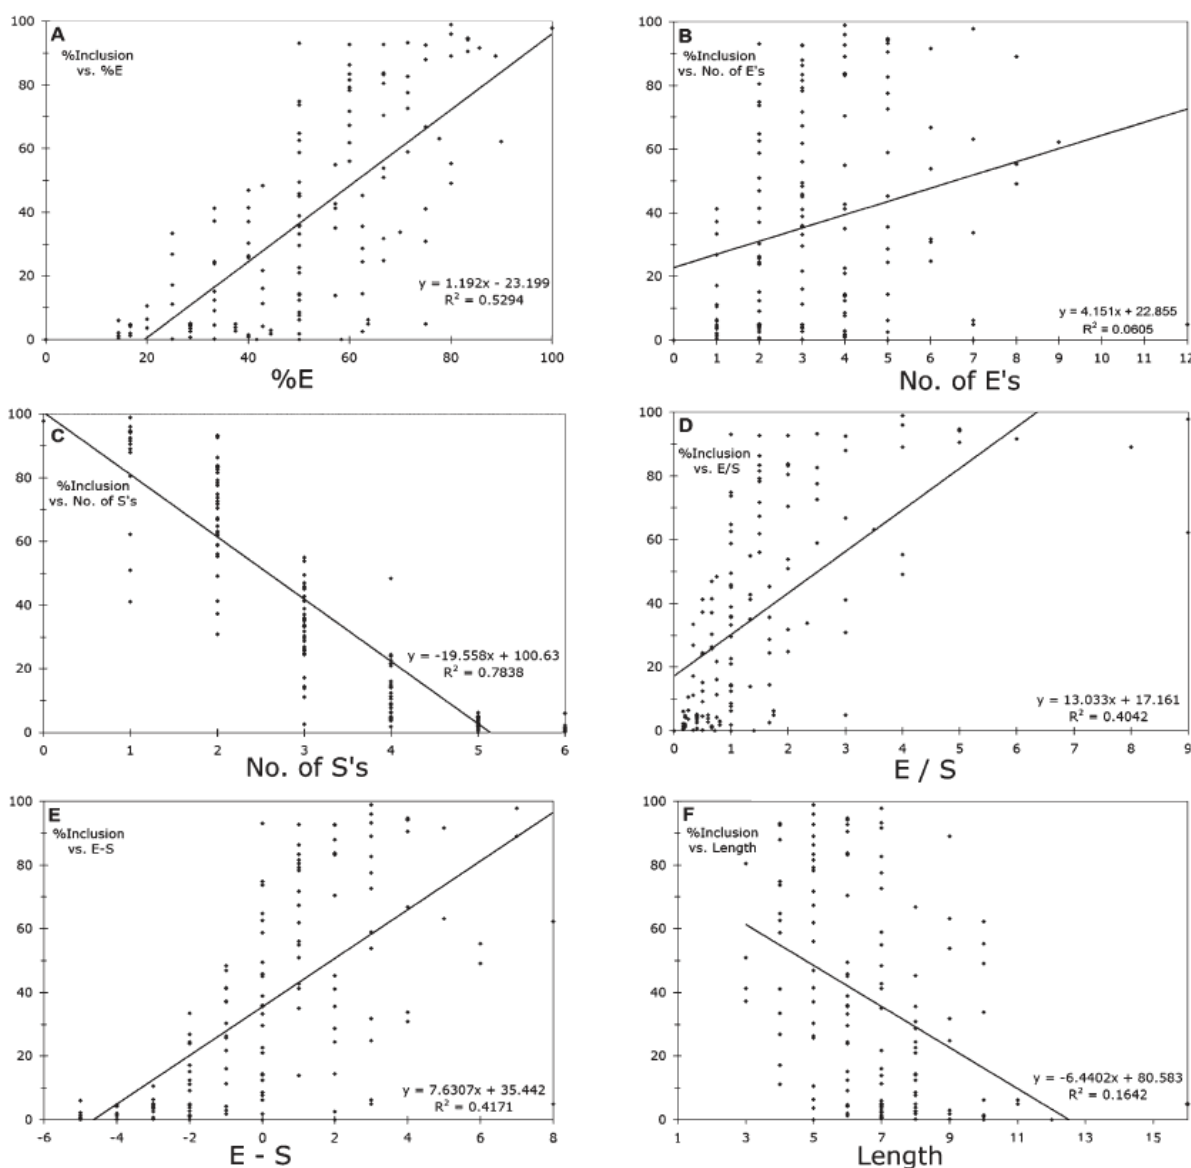 A
%Inclusion
vs. %E
100
80
60
40
20
0
y = 1.192x - 23.199
R² = 0.5294
0 20 40 60 80 100
%E
B
%Inclusion
vs. No. of E's
100
80
60
40
20
0
y = 4.151x + 22.855
R² = 0.0605
0 1 2 3 4 5 6 7 8 9 10 11 12
No. of E's
C
%Inclusion
vs. No. of S's
100
80
60
40
20
0
y = -19.558x + 100.63
R² = 0.7838
0 1 2 3 4 5 6
No. of S's
D
%Inclusion
vs. E/S
100
80
60
40
20
0
y = 13.033x + 17.161
R² = 0.4042
0 1 2 3 4 5 6 7 8 9
E / S
E
%Inclusion
vs. E-S
100
80
60
40
20
0
y = 7.6307x + 35.442
R² = 0.4171
-6 -4 -2 0 2 4 6 8
E - S
F
%Inclusion
vs. Length
100
80
60
40
20
0
y = -6.4402x + 80.583
R² = 0.1642
1 3 5 7 9 11 13 15
Length